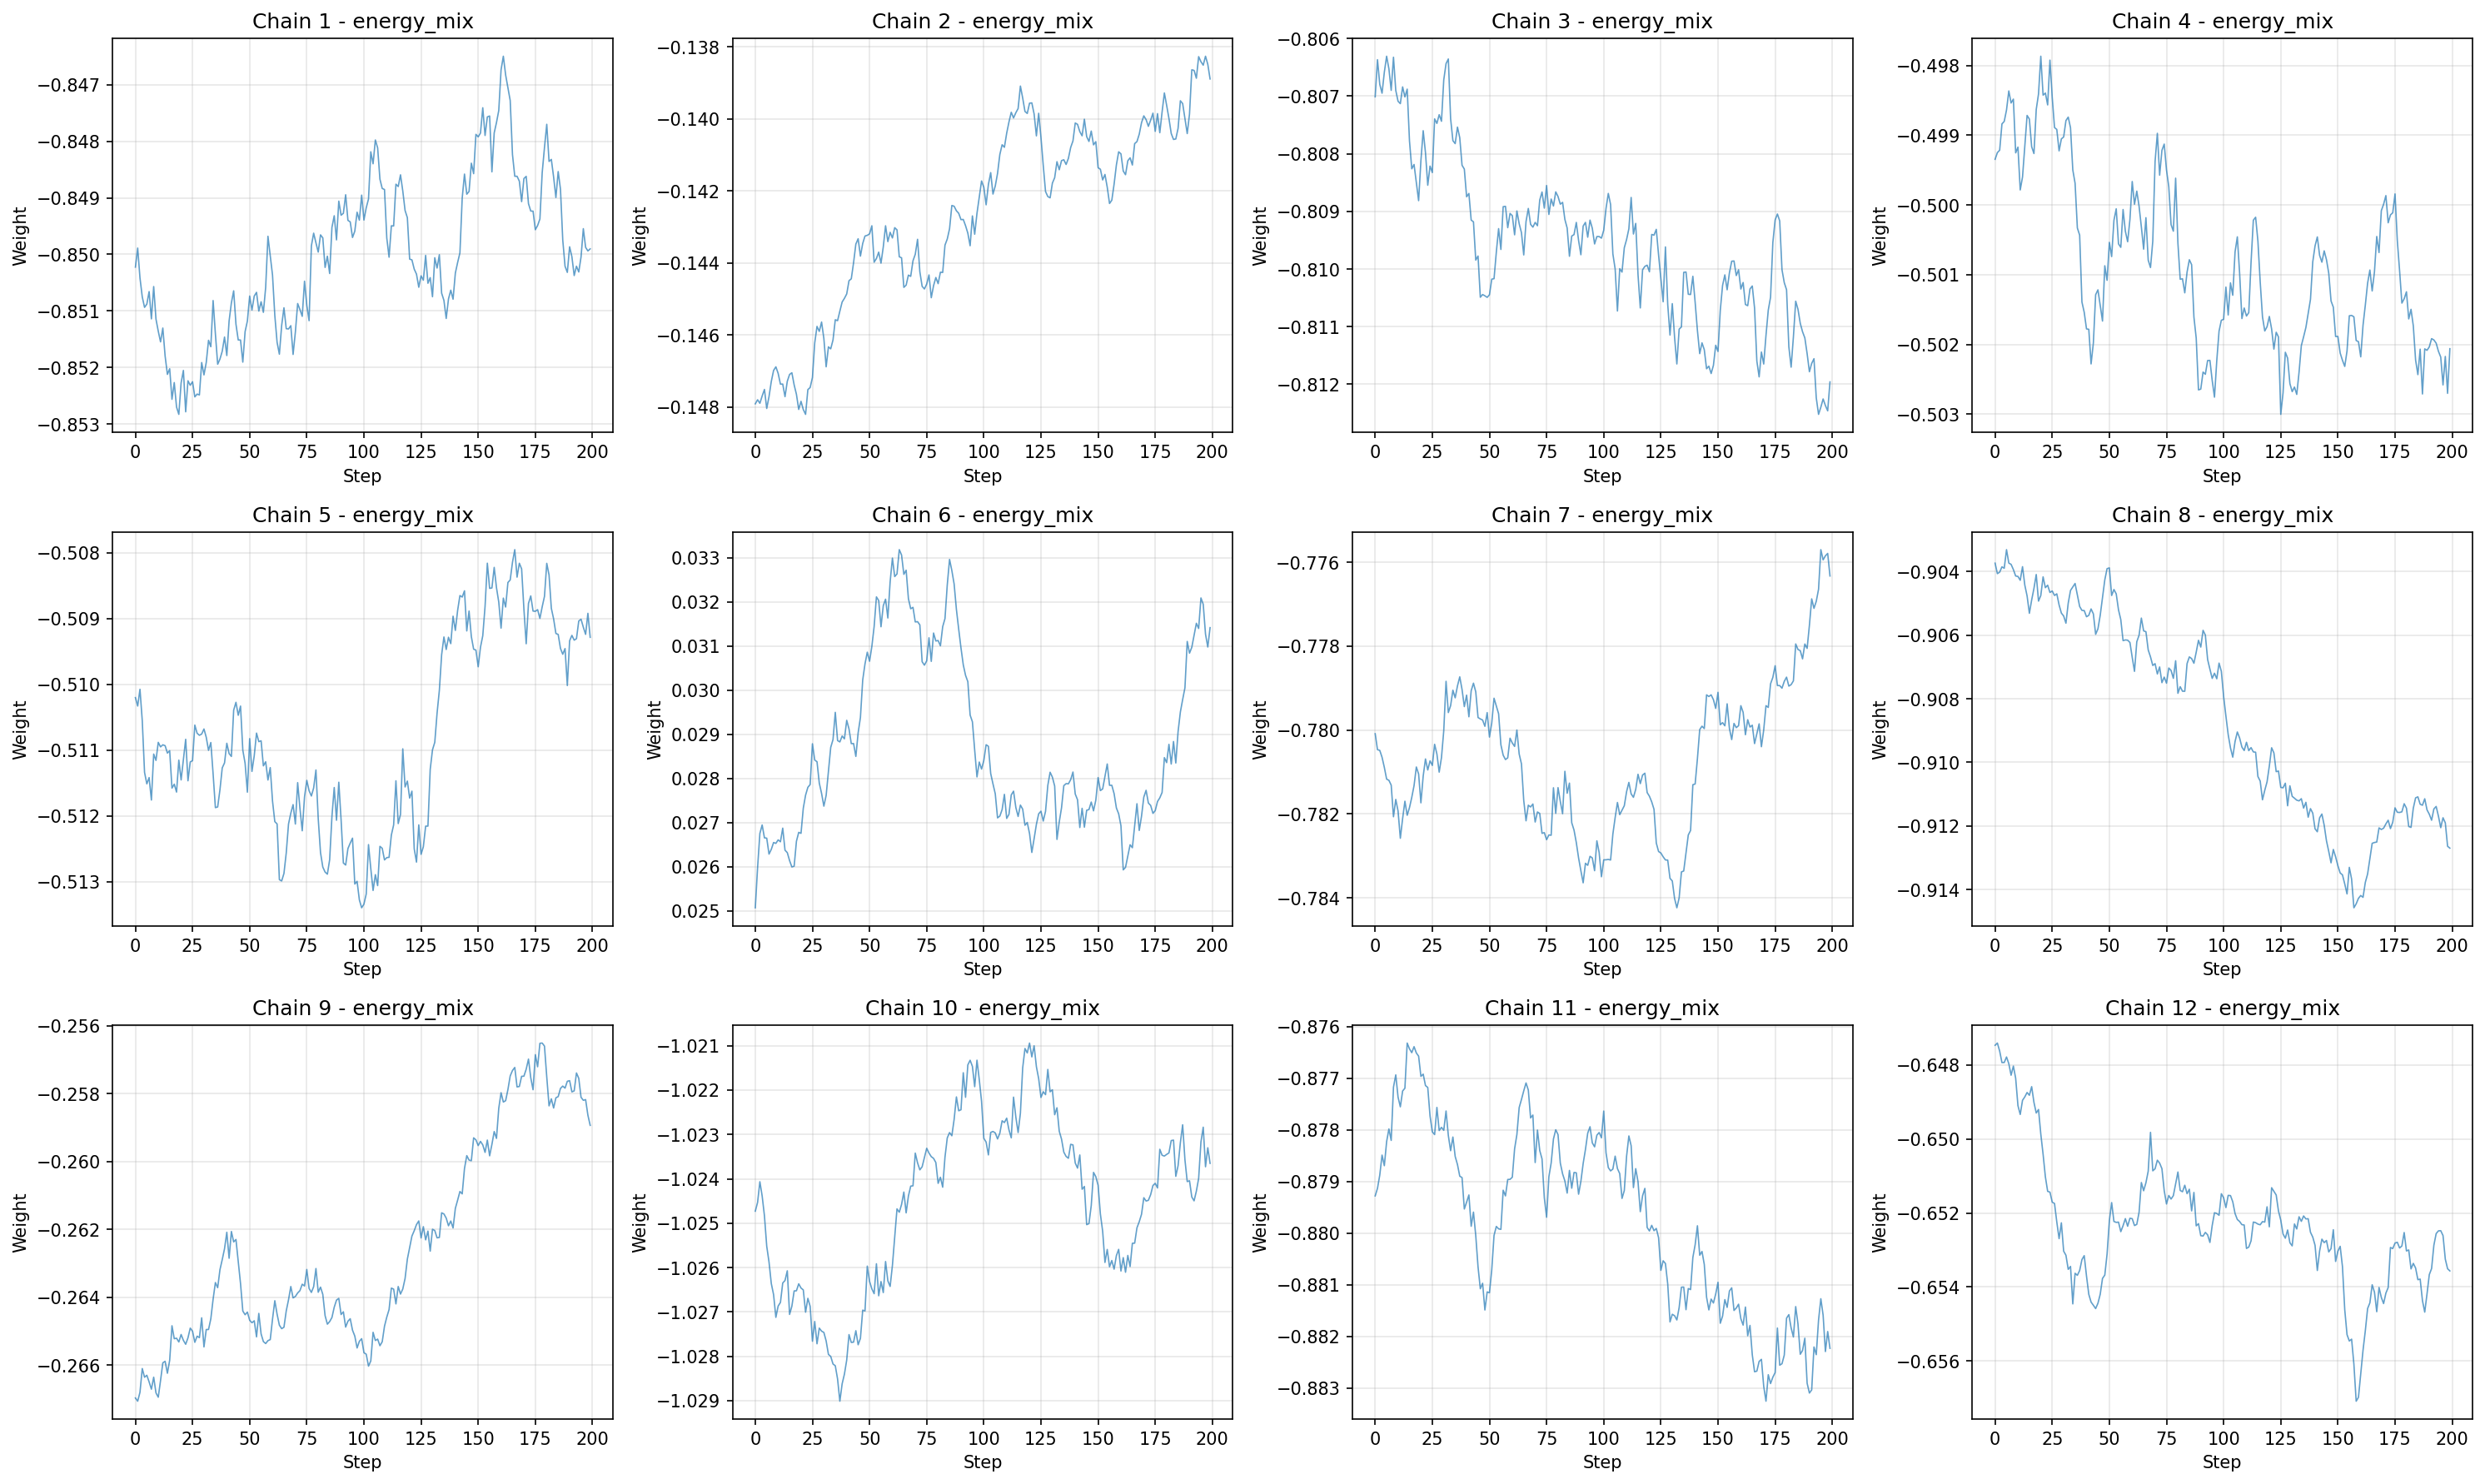 Chain 1 - energy_mix
Weight
−0.847
−0.848
−0.849
−0.850
−0.851
−0.852
−0.853
0 25 50 75 100 125 150 175 200
Step
Chain 2 - energy_mix
Weight
−0.138
−0.140
−0.142
−0.144
−0.146
−0.148
0 25 50 75 100 125 150 175 200
Step
Chain 3 - energy_mix
Weight
−0.806
−0.807
−0.808
−0.809
−0.810
−0.811
−0.812
0 25 50 75 100 125 150 175 200
Step
Chain 4 - energy_mix
Weight
−0.498
−0.499
−0.500
−0.501
−0.502
−0.503
0 25 50 75 100 125 150 175 200
Step
Chain 5 - energy_mix
Weight
−0.508
−0.509
−0.510
−0.511
−0.512
−0.513
0 25 50 75 100 125 150 175 200
Step
Chain 6 - energy_mix
Weight
0.033
0.032
0.031
0.030
0.029
0.028
0.027
0.026
0.025
0 25 50 75 100 125 150 175 200
Step
Chain 7 - energy_mix
Weight
−0.776
−0.778
−0.780
−0.782
−0.784
0 25 50 75 100 125 150 175 200
Step
Chain 8 - energy_mix
Weight
−0.904
−0.906
−0.908
−0.910
−0.912
−0.914
0 25 50 75 100 125 150 175 200
Step
Chain 9 - energy_mix
Weight
−0.256
−0.258
−0.260
−0.262
−0.264
−0.266
0 25 50 75 100 125 150 175 200
Step
Chain 10 - energy_mix
Weight
−1.021
−1.022
−1.023
−1.024
−1.025
−1.026
−1.027
−1.028
−1.029
0 25 50 75 100 125 150 175 200
Step
Chain 11 - energy_mix
Weight
−0.876
−0.877
−0.878
−0.879
−0.880
−0.881
−0.882
−0.883
0 25 50 75 100 125 150 175 200
Step
Chain 12 - energy_mix
Weight
−0.648
−0.650
−0.652
−0.654
−0.656
0 25 50 75 100 125 150 175 200
Step